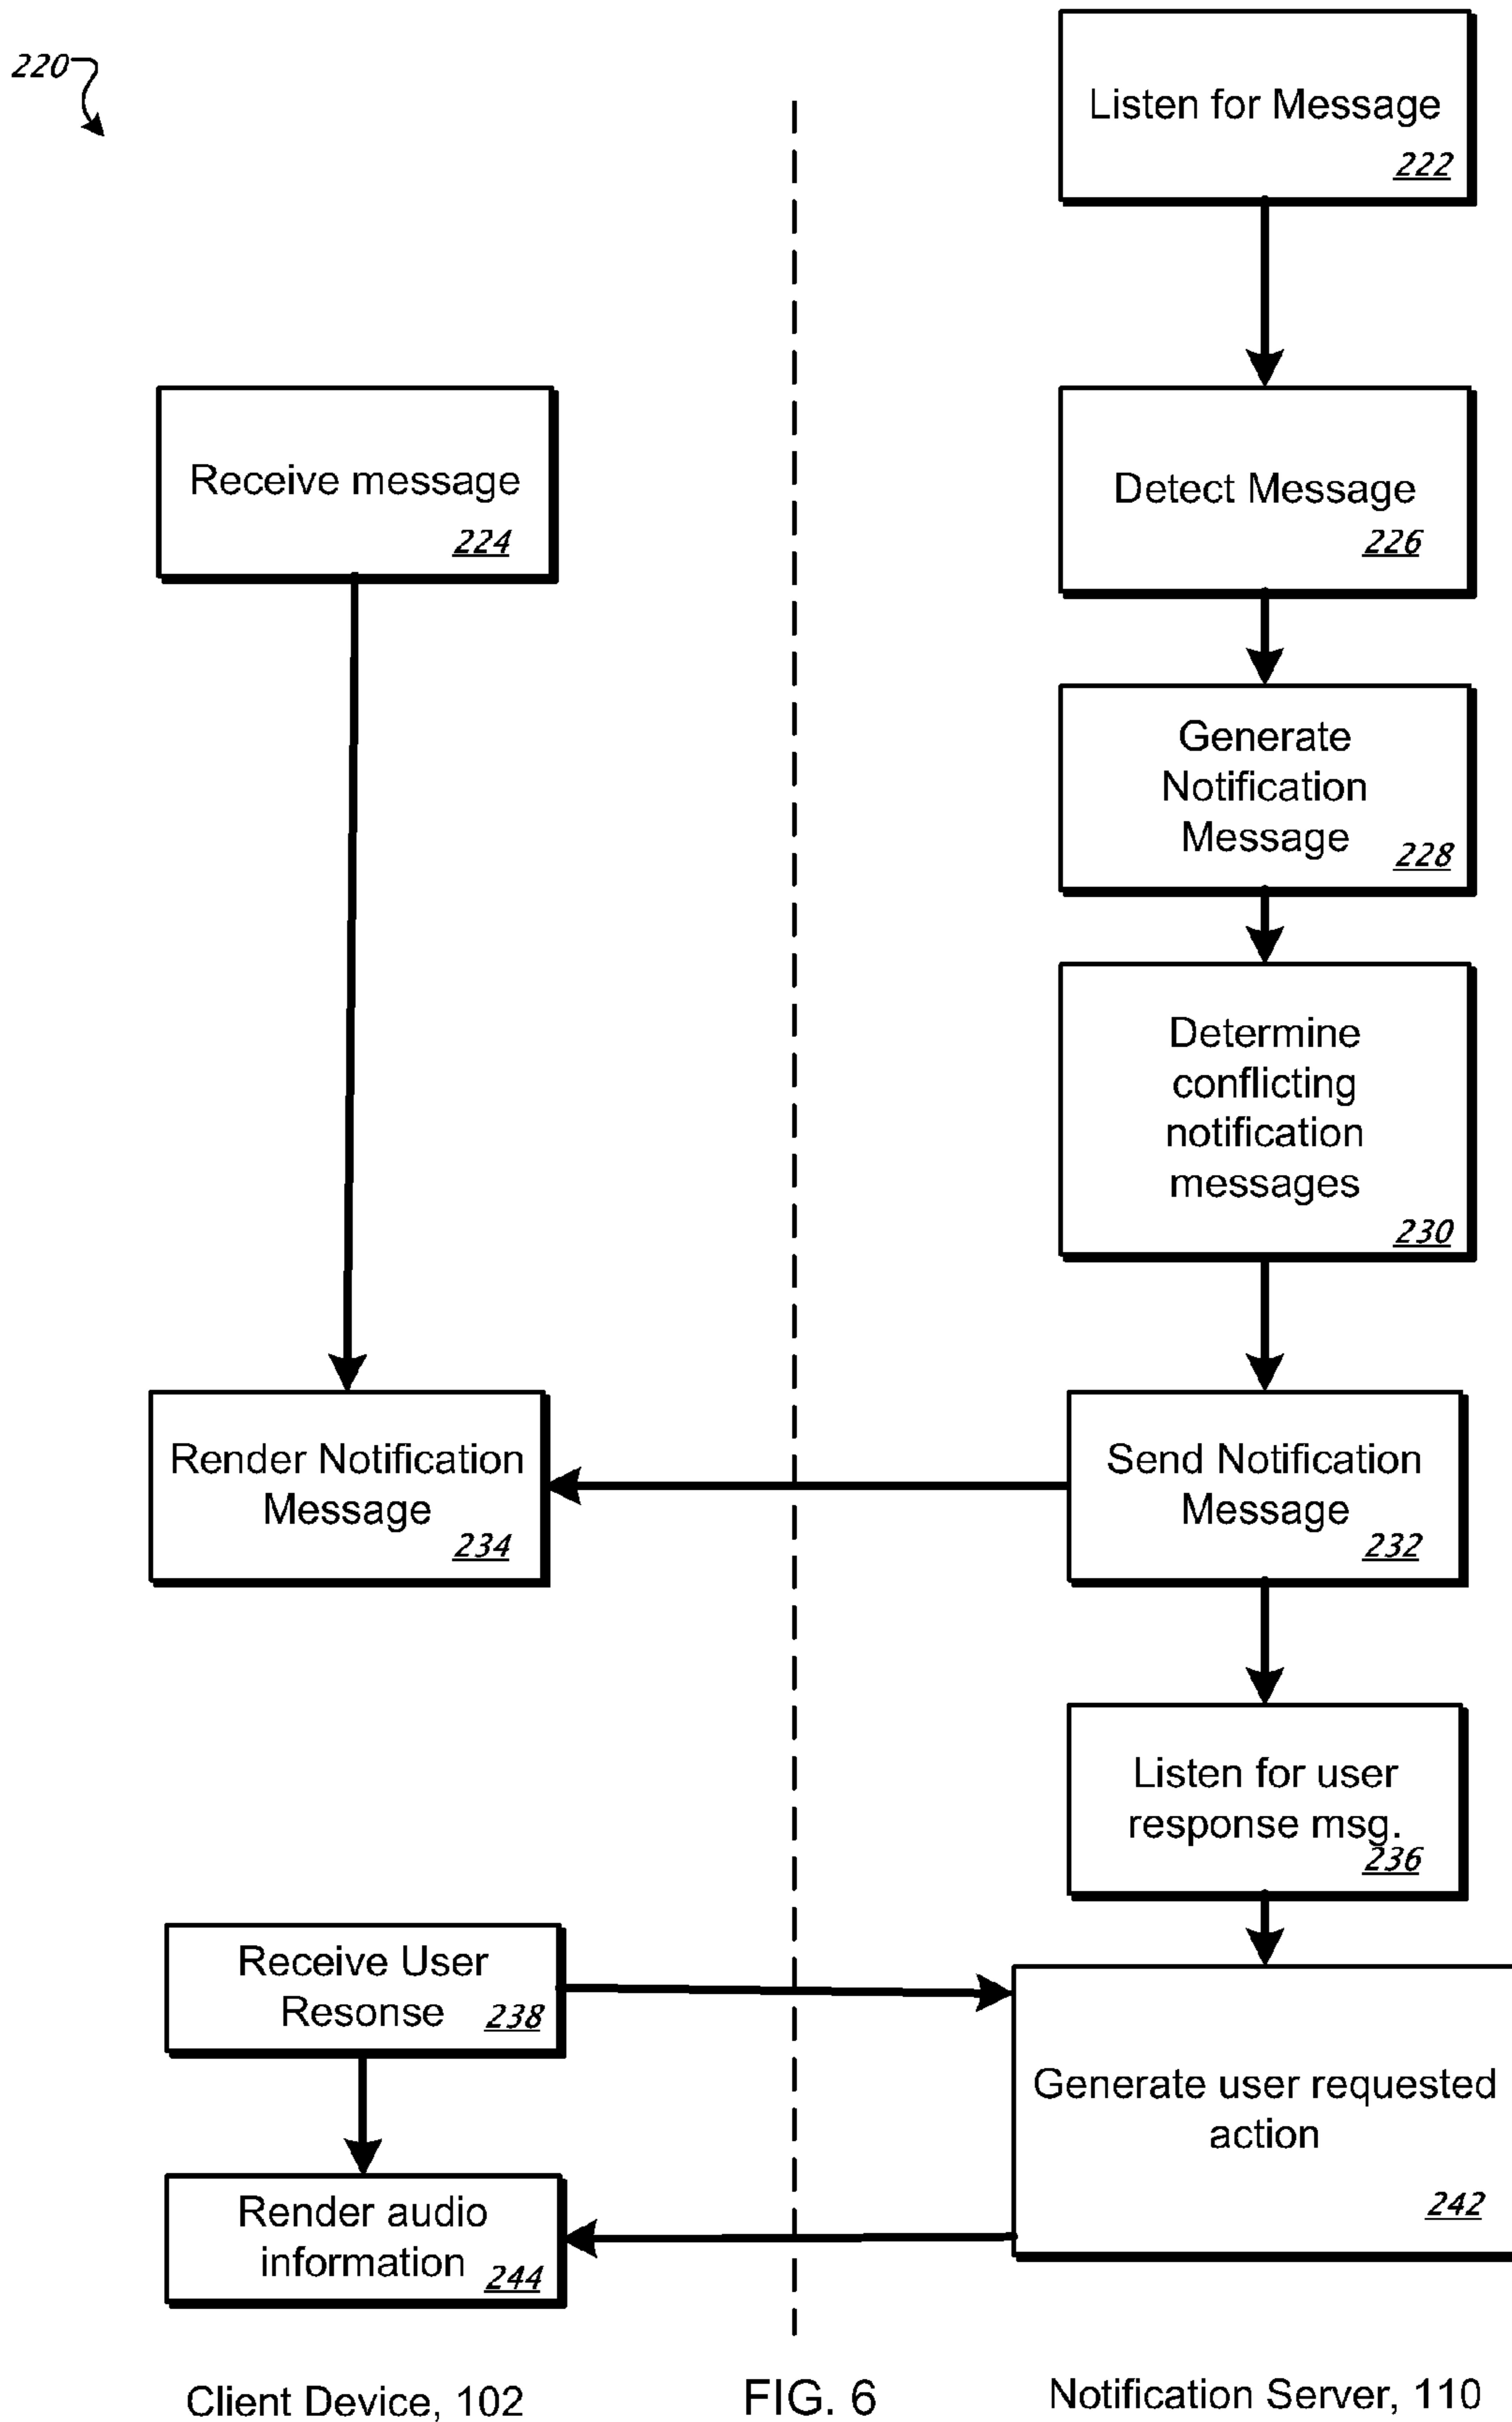 220
Listen for Message
222
Receive message
224
Detect Message
226
Generate
Notification
Message
228
Determine
conflicting
notification
messages
230
Render Notification
Message
234
Send Notification
Message
232
Listen for user
response msg.
236
Receive User
Resonse
238
Generate user requested
action
242
Render audio
information
244
Client Device, 102
FIG. 6
Notification Server, 110